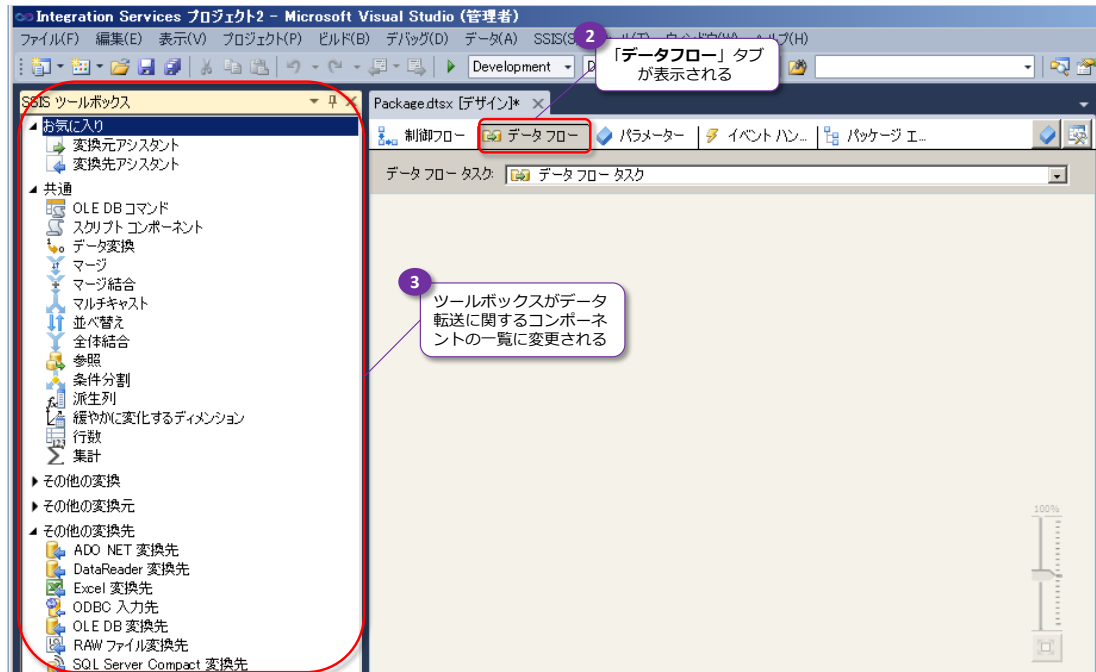 Integration Services プロジェクト2 - Microsoft Visual Studio (管理者)
ファイル(F) 編集(E) 表示(V) プロジェクト(P) ビルド(B) デバッグ(D) データ(A) SSIS(S
Development
2
「データフロー」タブ
が表示される
SSIS ツールボックス
Package.dtsx [デザイン]*
制御フロー データ フロー パラメーター イベント ハン... パッケージ エ...
データ フロー タスク: データ フロー タスク
お気に入り
変換元アシスタント
変換先アシスタント
共通
OLE DB コマンド
スクリプト コンポーネント
データ変換
マージ
マージ結合
マルチキャスト
並べ替え
全体結合
参照
条件分割
派生列
緩やかに変化するディメンション
行数
集計
その他の変換
その他の変換元
その他の変換先
ADO NET 変換先
DataReader 変換先
Excel 変換先
ODBC 入力先
OLE DB 変換先
RAW ファイル変換先
SQL Server Compact 変換先
3
ツールボックスがデータ
転送に関するコンポーネ
ントの一覧に変更される
100%